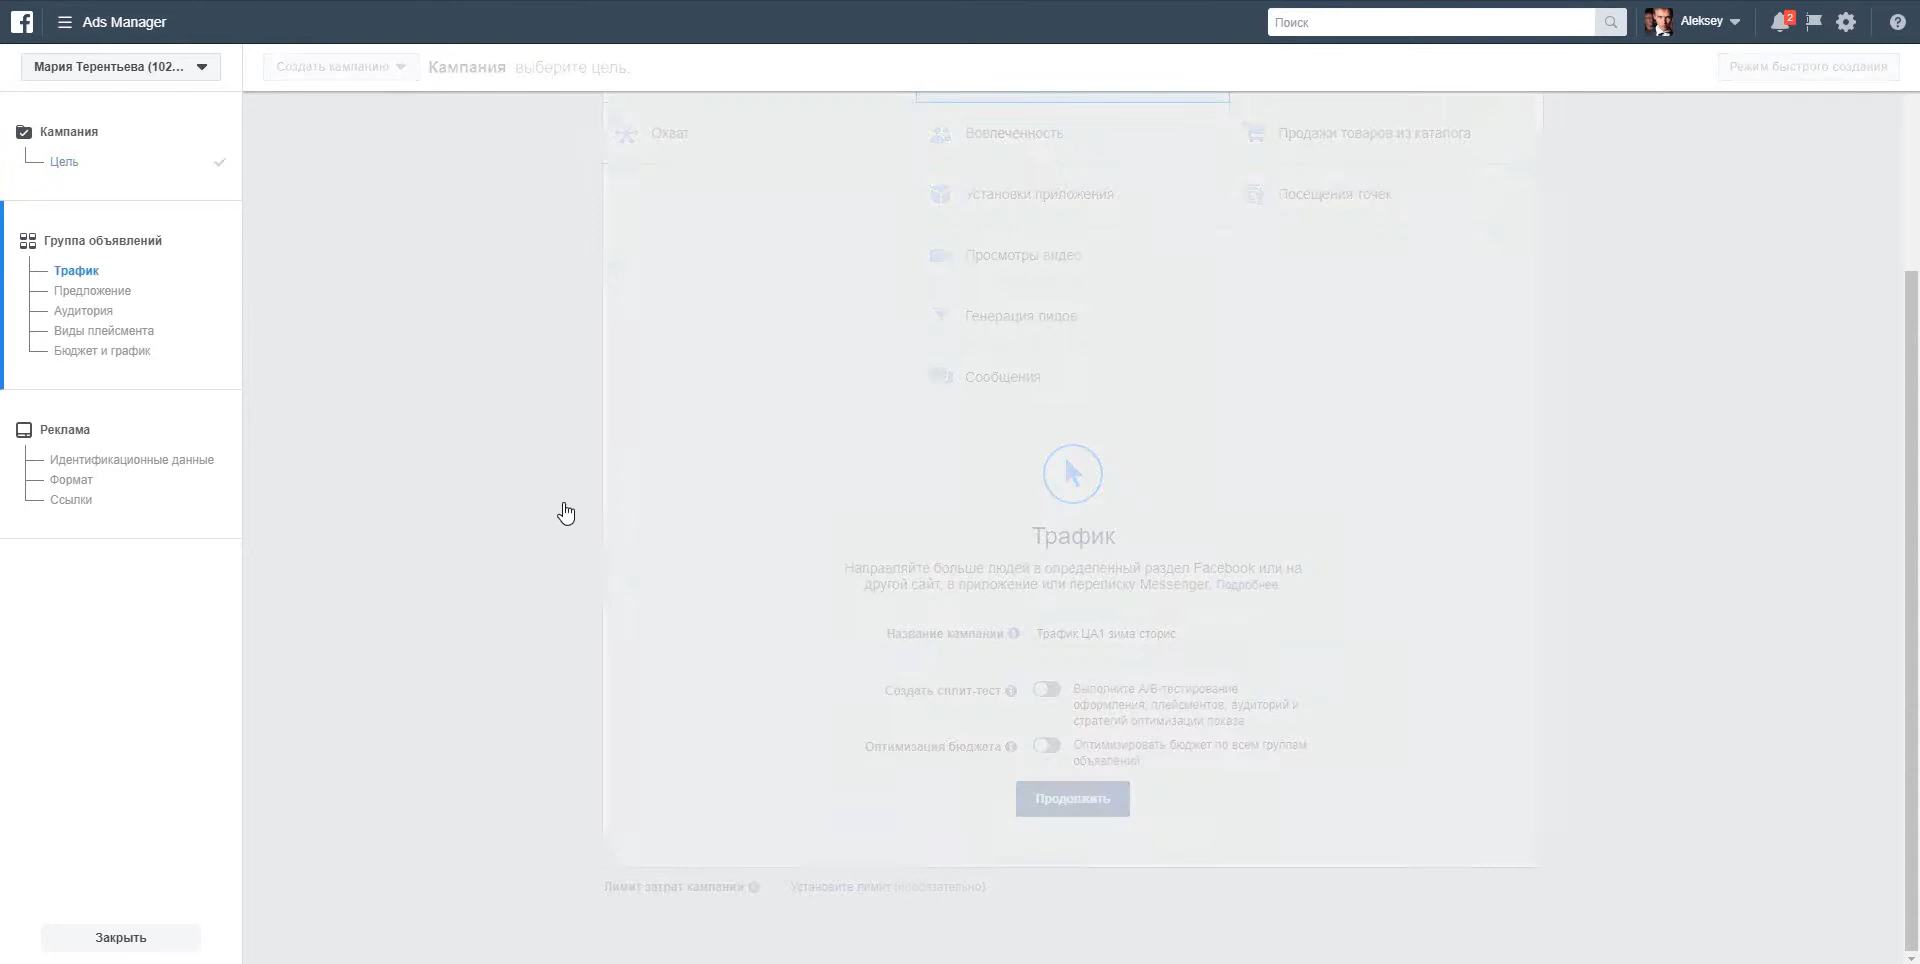 Ads Manager
Поиск
Aleksey
2
Мария Терентьева (102...
Создать кампанию
Кампания выберите цель.
Режим быстрого создания
Кампания
Цель
Группа объявлений
Трафик
Предложение
Аудитория
Виды плейсмента
Бюджет и график
Реклама
Идентификационные данные
Формат
Ссылки
Закрыть
Охват
Вовлеченность
Продажи товаров из каталога
Установки приложения
Посещения точек
Просмотры видео
Генерация лидов
Сообщения
Трафик
Направляйте больше людей в определенный раздел Facebook или на
другой сайт, в приложение или переписку Messenger. Подробнее
Название кампании
Трафик ЦА1 зима сторис
Создать сплит-тест
Выполните A/B-тестирование
оформления, плейсментов, аудиторий и
стратегий оптимизации показа
Оптимизация бюджета
Оптимизировать бюджет по всем группам
объявлений
Продолжить
Лимит затрат кампании
Установите лимит (необязательно)